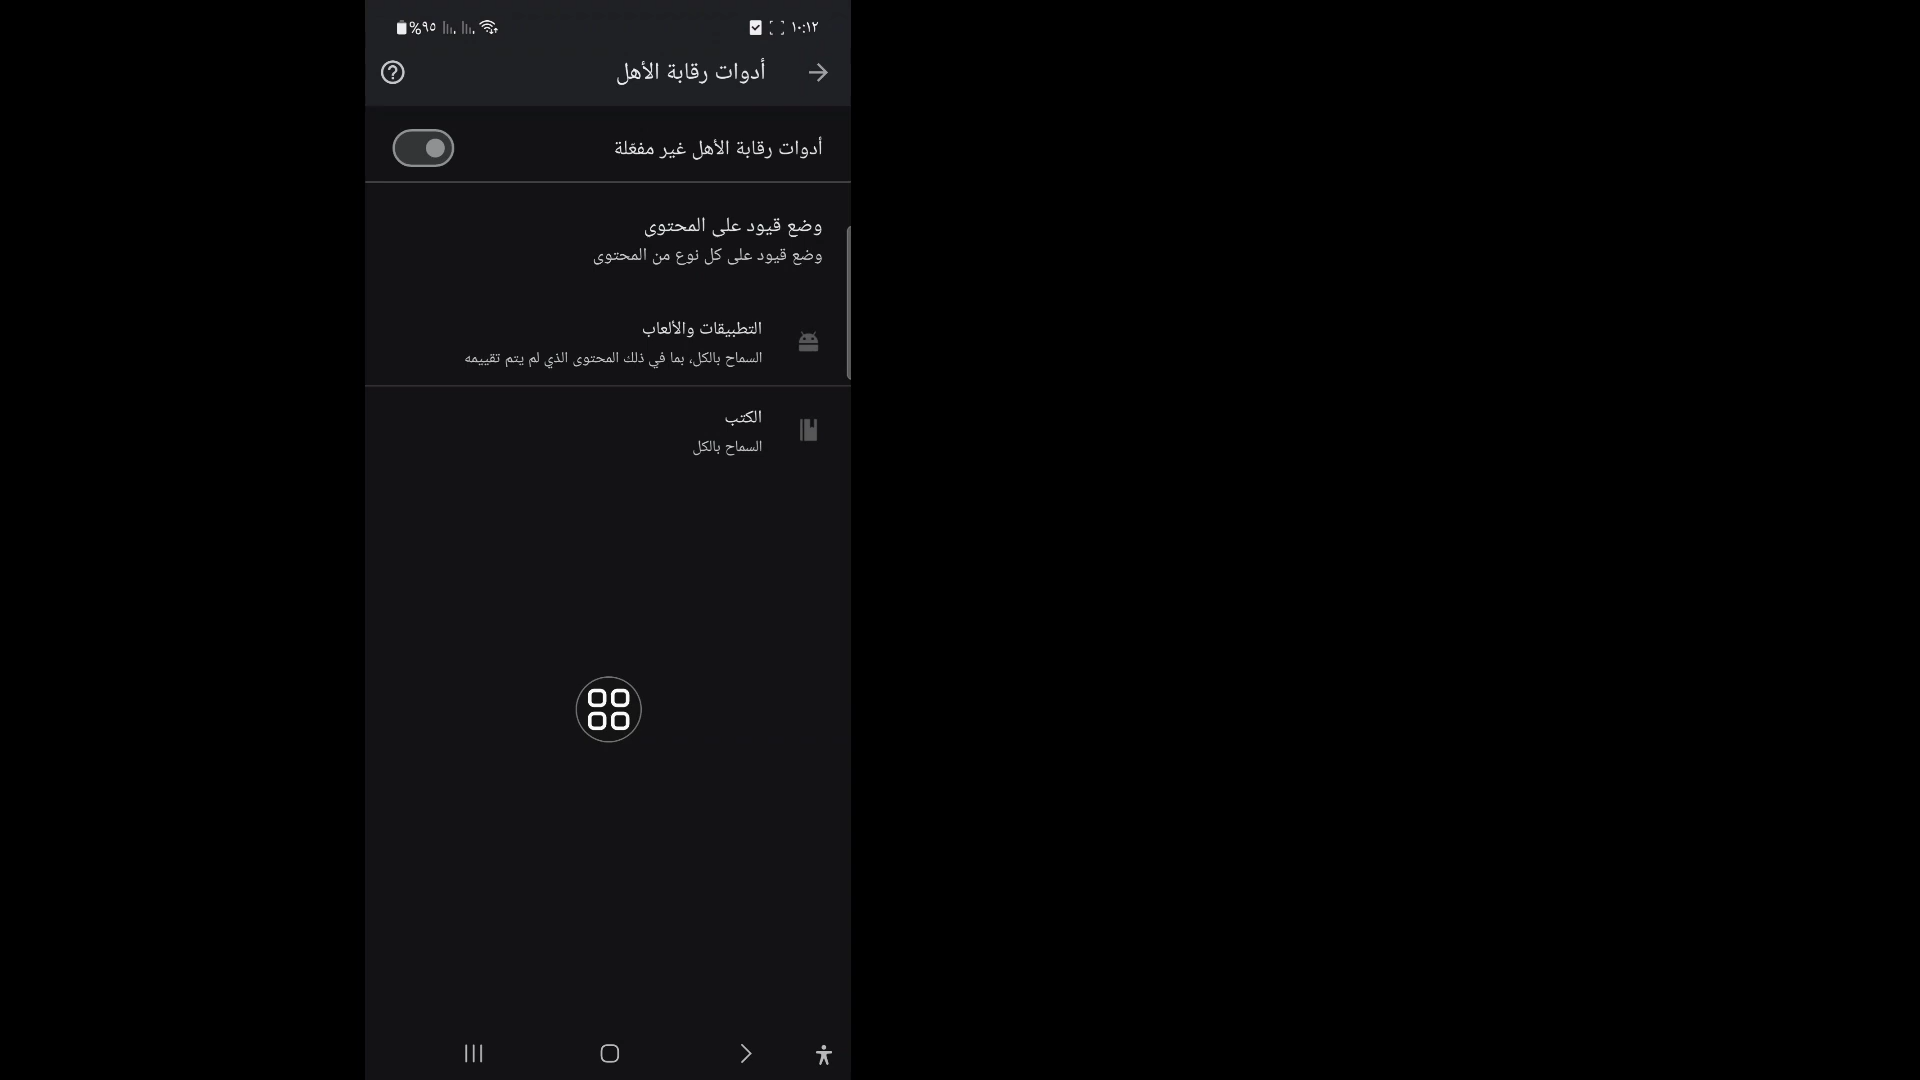 ١٠:١٢
%٩٥
أدوات رقابة الأهل
أدوات رقابة الأهل غير مفعّلة
وضع قيود على المحتوى
وضع قيود على كل نوع من المحتوى
التطبيقات والألعاب
السماح بالكل، بما في ذلك المحتوى الذي لم يتم تقييمه
الكتب
السماح بالكل